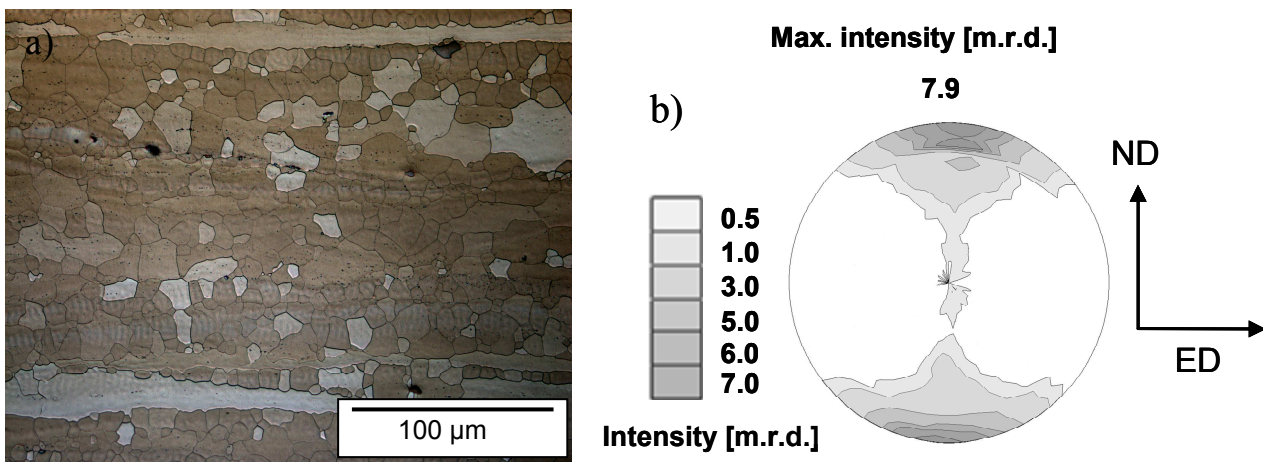 a)
100 µm
Max. intensity [m.r.d.]
7.9
b)
0.5
1.0
3.0
5.0
6.0
7.0
Intensity [m.r.d.]
ND
ED